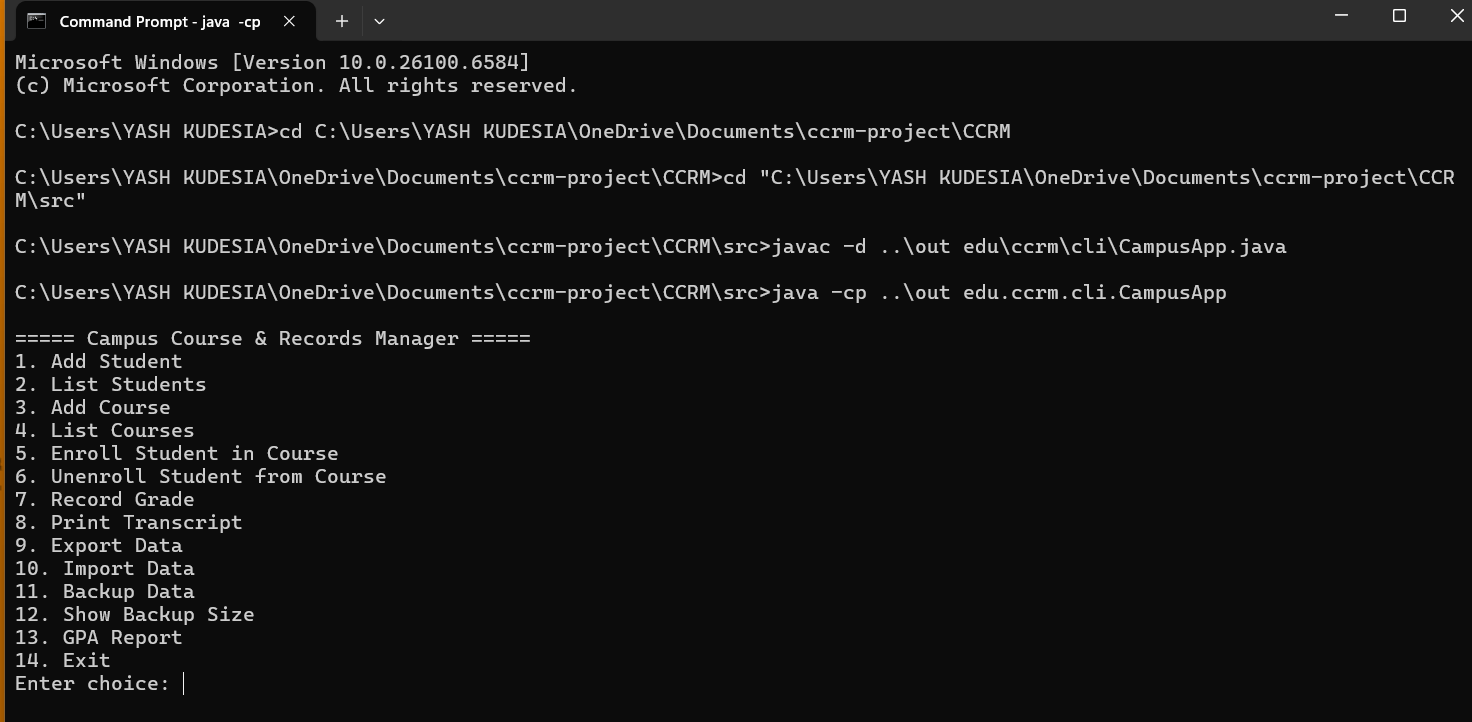 Command Prompt - java -cp
Microsoft Windows [Version 10.0.26100.6584]
(c) Microsoft Corporation. All rights reserved.
C:\Users\YASH KUDESIA>cd C:\Users\YASH KUDESIA\OneDrive\Documents\ccrm-project\CCRM
C:\Users\YASH KUDESIA\OneDrive\Documents\ccrm-project\CCRM>cd "C:\Users\YASH KUDESIA\OneDrive\Documents\ccrm-project\CCR
M\src"
C:\Users\YASH KUDESIA\OneDrive\Documents\ccrm-project\CCRM\src>javac -d ..\out edu\ccrm\cli\CampusApp.java
C:\Users\YASH KUDESIA\OneDrive\Documents\ccrm-project\CCRM\src>java -cp ..\out edu.ccrm.cli.CampusApp
===== Campus Course & Records Manager =====
1. Add Student
2. List Students
3. Add Course
4. List Courses
5. Enroll Student in Course
6. Unenroll Student from Course
7. Record Grade
8. Print Transcript
9. Export Data
10. Import Data
11. Backup Data
12. Show Backup Size
13. GPA Report
14. Exit
Enter choice: